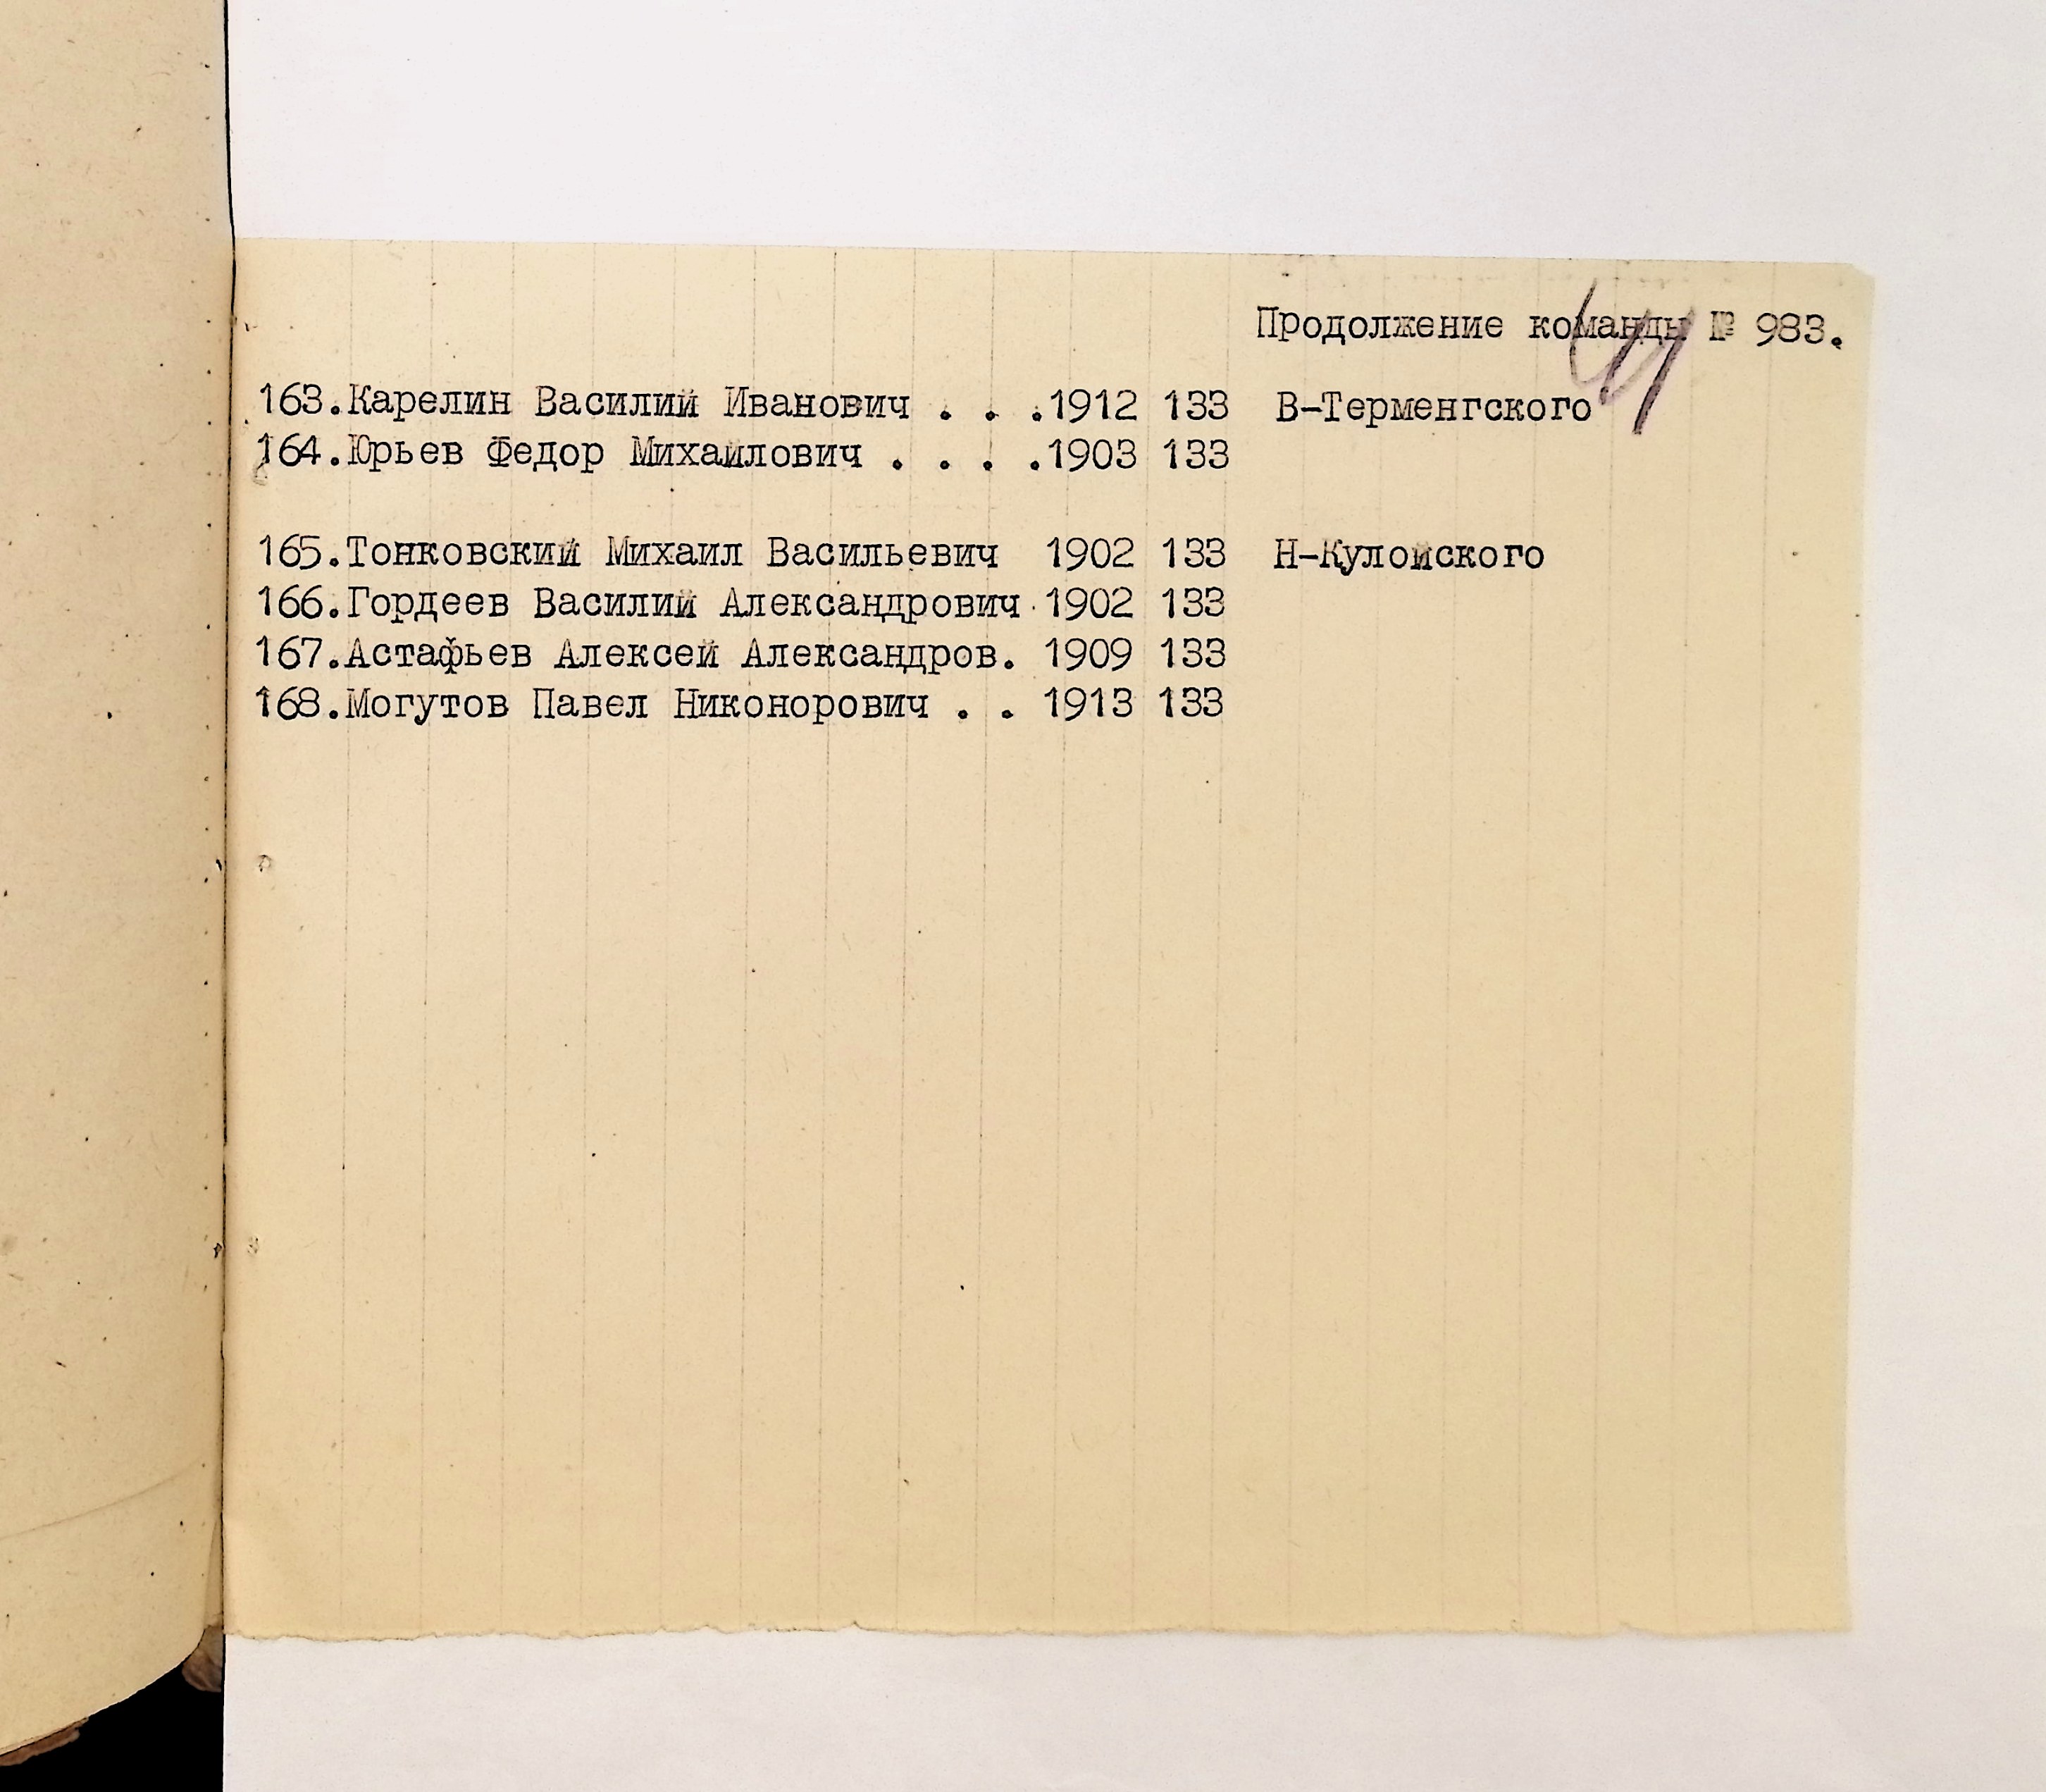 Продолжение команды № 983.
163.Карелин Василий Иванович . . .1912 133 В-Терменгского
164.Юрьев Федор Михаилович . . . .1903 133
165.Тонковский Михаил Васильевич 1902 133 Н-Кулойского
166.Гордеев Василий Александрович 1902 133
167.Астафьев Алексей Александров. 1909 133
168.Могутов Павел Никонорович . . 1913 133